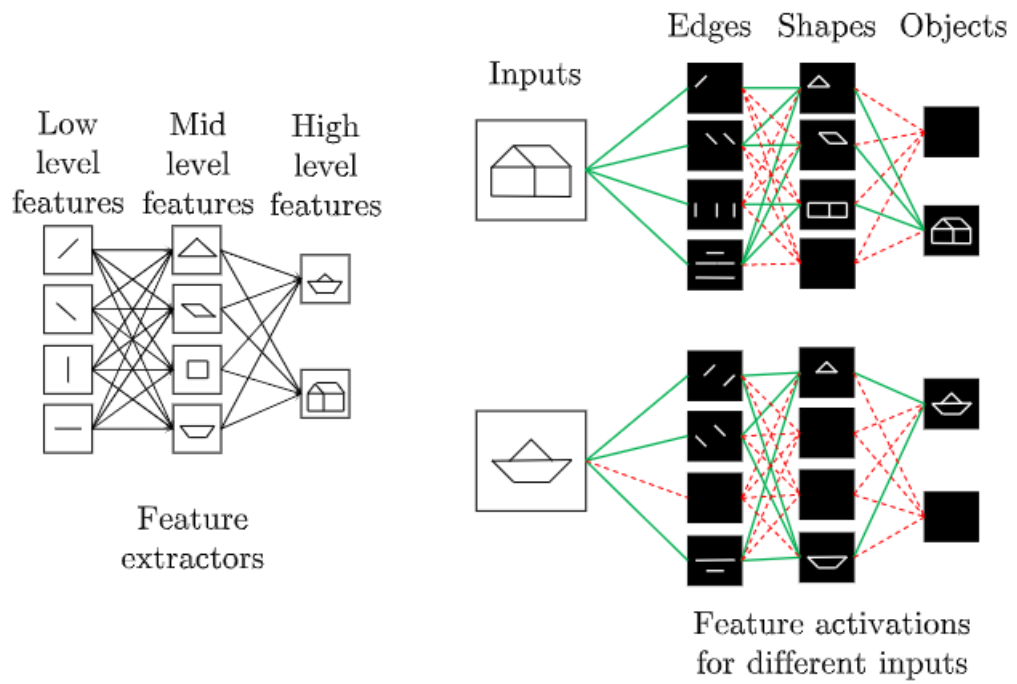 Low
level
features
Mid
level
features
High
level
features
Feature
extractors
Inputs
Edges
Shapes
Objects
Feature activations
for different inputs